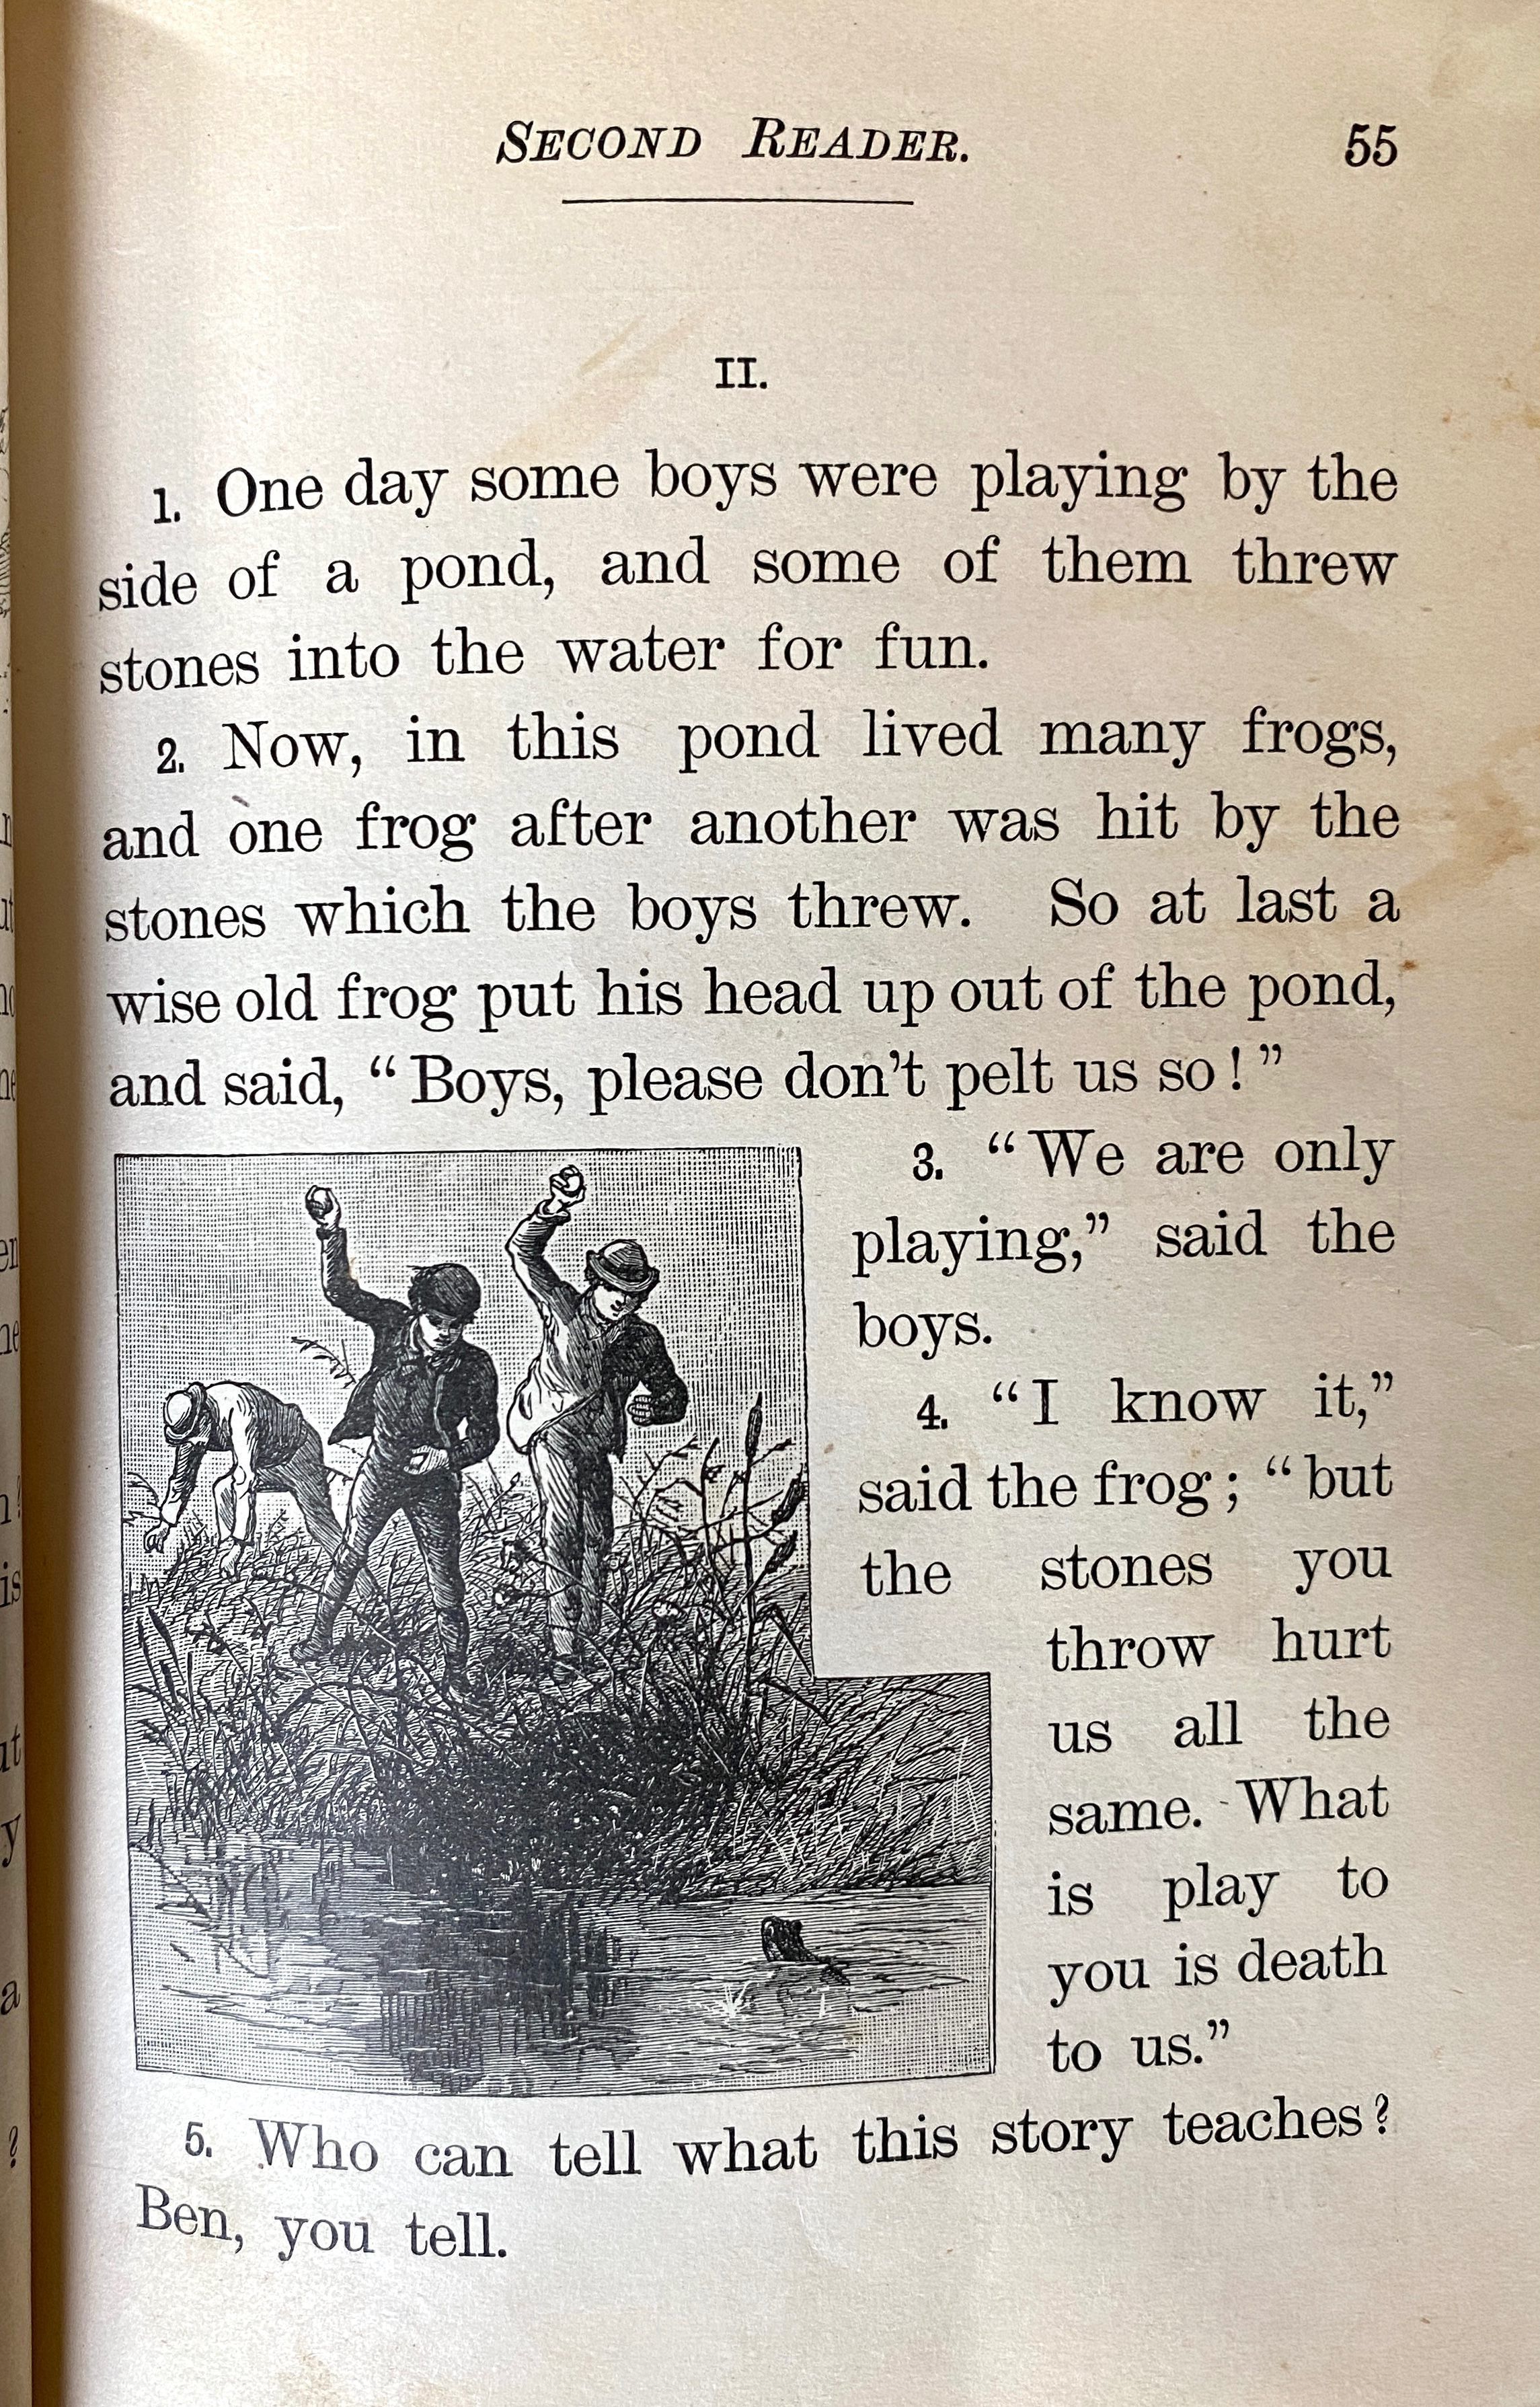 SECOND READER. 55
II.
1. One day some boys were playing by the
side of a pond, and some of them threw
stones into the water for fun.
2. Now, in this pond lived many frogs,
and one frog after another was hit by the
stones which the boys threw. So at last a
wise old frog put his head up out of the pond,
and said, “Boys, please don’t pelt us so!”
3. “We are only
playing,” said the
boys.
4. “I know it,”
said the frog; “but
the stones you
throw hurt
us all the
same. What
is play to
you is death
to us.”
5. Who can tell what this story teaches?
Ben, you tell.